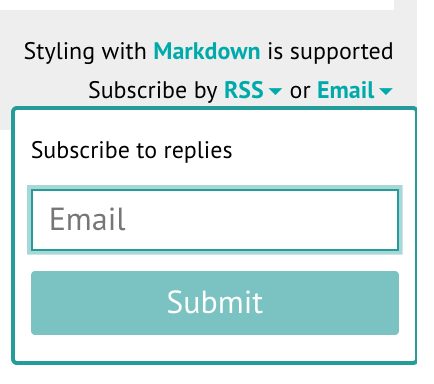 Styling with Markdown is supported
Subscribe by RSS or Email
Subscribe to replies
Email
Submit